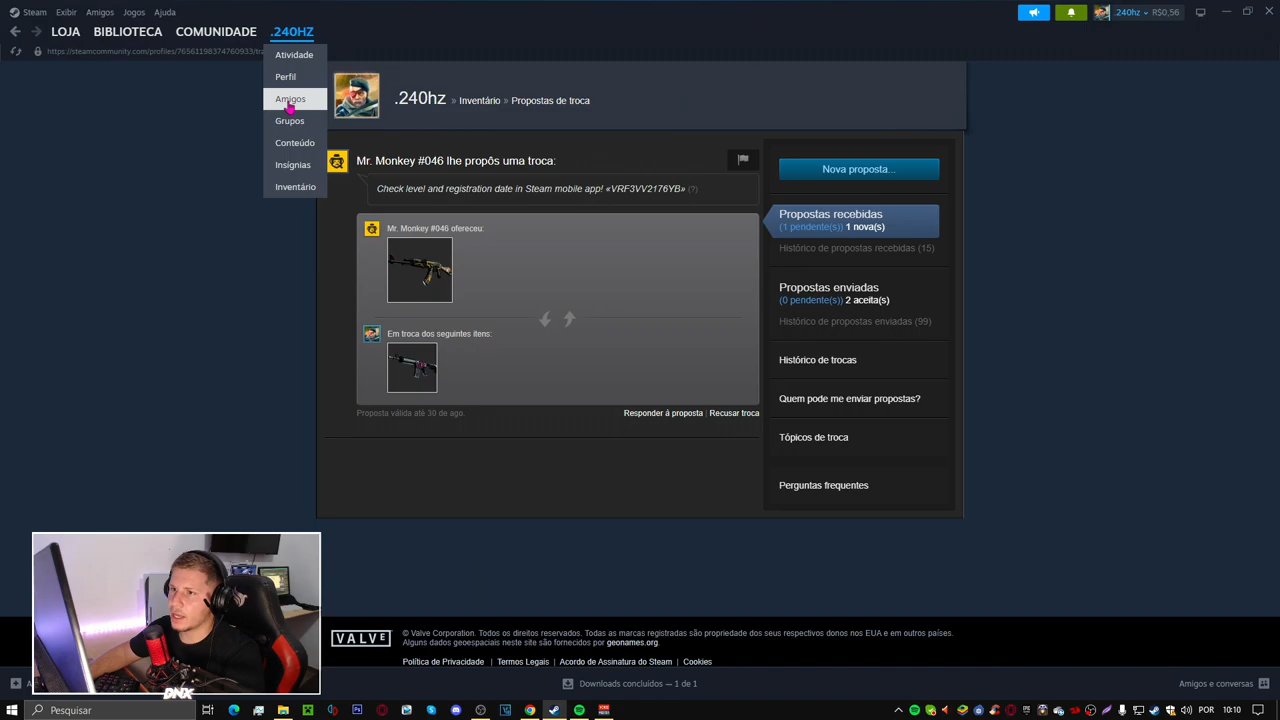 Steam Exibir Amigos Jogos Ajuda
.240hz R$0,56
LOJA BIBLIOTECA COMUNIDADE .240HZ
https://steamcommunity.com/profiles/76561198374760933/tra
Atividade
Perfil
Amigos
Grupos
Conteúdo
Insígnias
Inventário
.240hz » Inventário » Propostas de troca
Mr. Monkey #046 lhe propôs uma troca:
Check level and registration date in Steam mobile app! «VRF3VV2176YB» (?)
Mr. Monkey #046 ofereceu:
Em troca dos seguintes itens:
Proposta válida até 30 de ago.
Responder à proposta | Recusar troca
Nova proposta...
Propostas recebidas
(1 pendente(s)) 1 nova(s)
Histórico de propostas recebidas (15)
Propostas enviadas
(0 pendente(s)) 2 aceita(s)
Histórico de propostas enviadas (99)
Histórico de trocas
Quem pode me enviar propostas?
Tópicos de troca
Perguntas frequentes
VALVE
© Valve Corporation. Todos os direitos reservados. Todas as marcas registradas são propriedade dos seus respectivos donos nos EUA e em outros países.
Alguns dados geoespaciais neste site são fornecidos por geonames.org.
Política de Privacidade | Termos Legais | Acordo de Assinatura do Steam | Cookies
Downloads concluídos — 1 de 1
Amigos e conversas
DNX
Pesquisar
POR 10:10